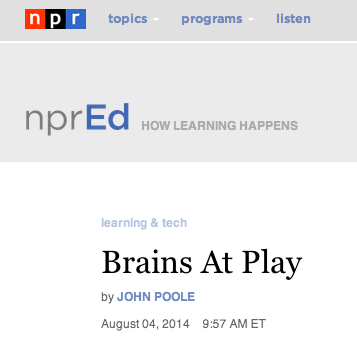 npr topics programs listen
nprEd HOW LEARNING HAPPENS
learning & tech
Brains At Play
by JOHN POOLE
August 04, 2014 9:57 AM ET